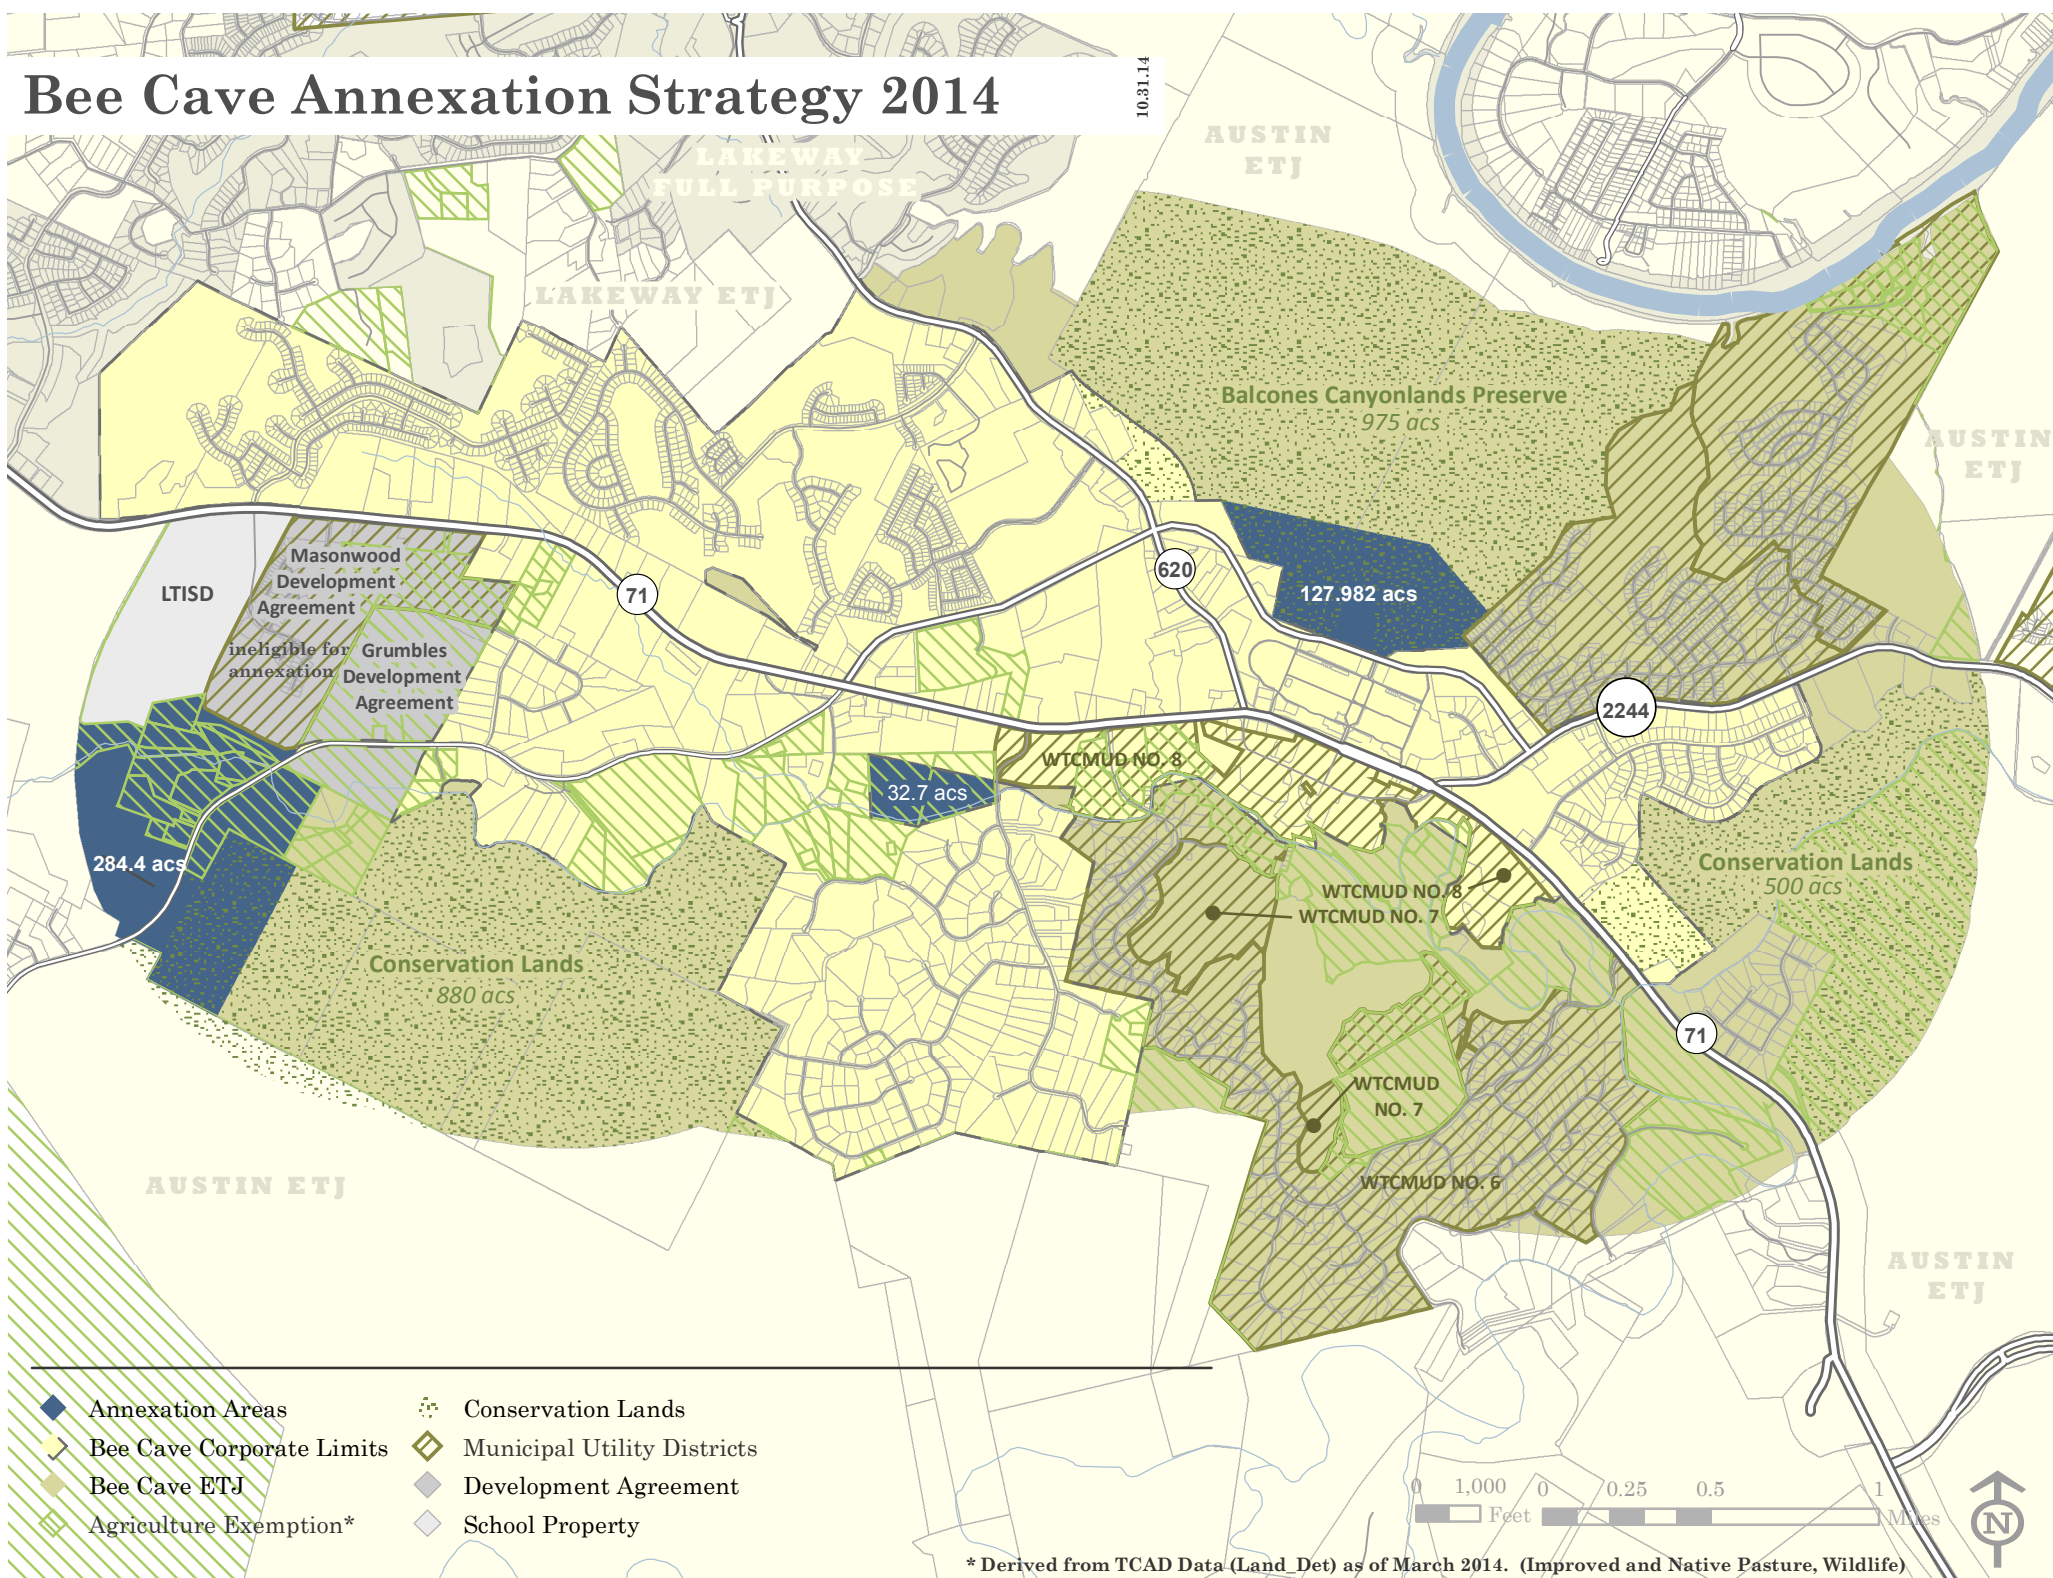 Bee Cave Annexation Strategy 2014
10.31.14
AUSTIN
ETJ
LAKEWAY
FULL PURPOSE
LAKEWAY ETJ
Balcones Canyonlands Preserve
975 acs
AUSTIN
ETJ
Masonwood
Development
Agreement
LTISD
ineligible for
annexation
Grumbles
Development
Agreement
71
620
127.982 acs
2244
WTCMUD NO. 8
32.7 acs
284.4 acs
Conservation Lands
500 acs
WTCMUD NO. 8
WTCMUD NO. 7
Conservation Lands
880 acs
71
WTCMUD
NO. 7
WTCMUD NO. 6
AUSTIN ETJ
AUSTIN
ETJ
Annexation Areas
Bee Cave Corporate Limits
Bee Cave ETJ
Agriculture Exemption*
Conservation Lands
Municipal Utility Districts
Development Agreement
School Property
0 1,000
Feet
0 0.25 0.5 1
Miles
N
* Derived from TCAD Data (Land_Det) as of March 2014. (Improved and Native Pasture, Wildlife)